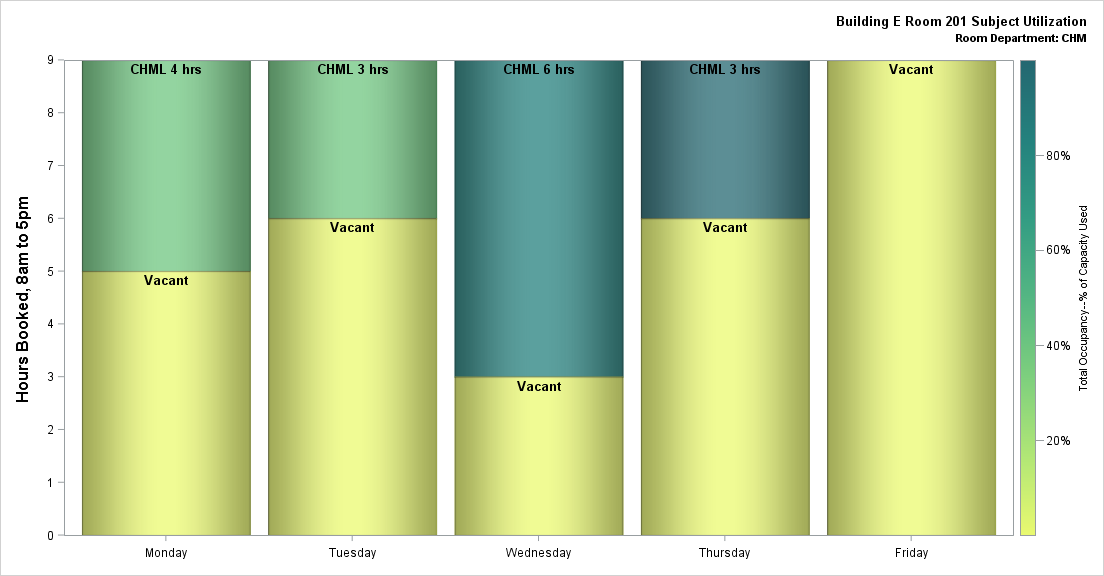 Building E Room 201 Subject Utilization
Room Department: CHM
Hours Booked, 8am to 5pm
9
8
7
6
5
4
3
2
1
0
CHML 4 hrs
Vacant
CHML 3 hrs
Vacant
CHML 6 hrs
Vacant
CHML 3 hrs
Vacant
Vacant
Monday
Tuesday
Wednesday
Thursday
Friday
80%
60%
40%
20%
Total Occupancy--% of Capacity Used